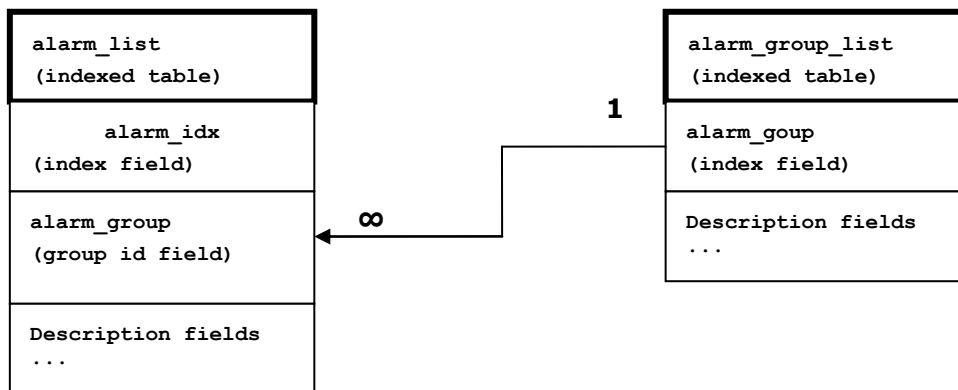 alarm_list
(indexed table)
alarm_idx
(index field)
alarm_group
(group id field)
Description fields
...
∞
1
alarm_group_list
(indexed table)
alarm_goup
(index field)
Description fields
...